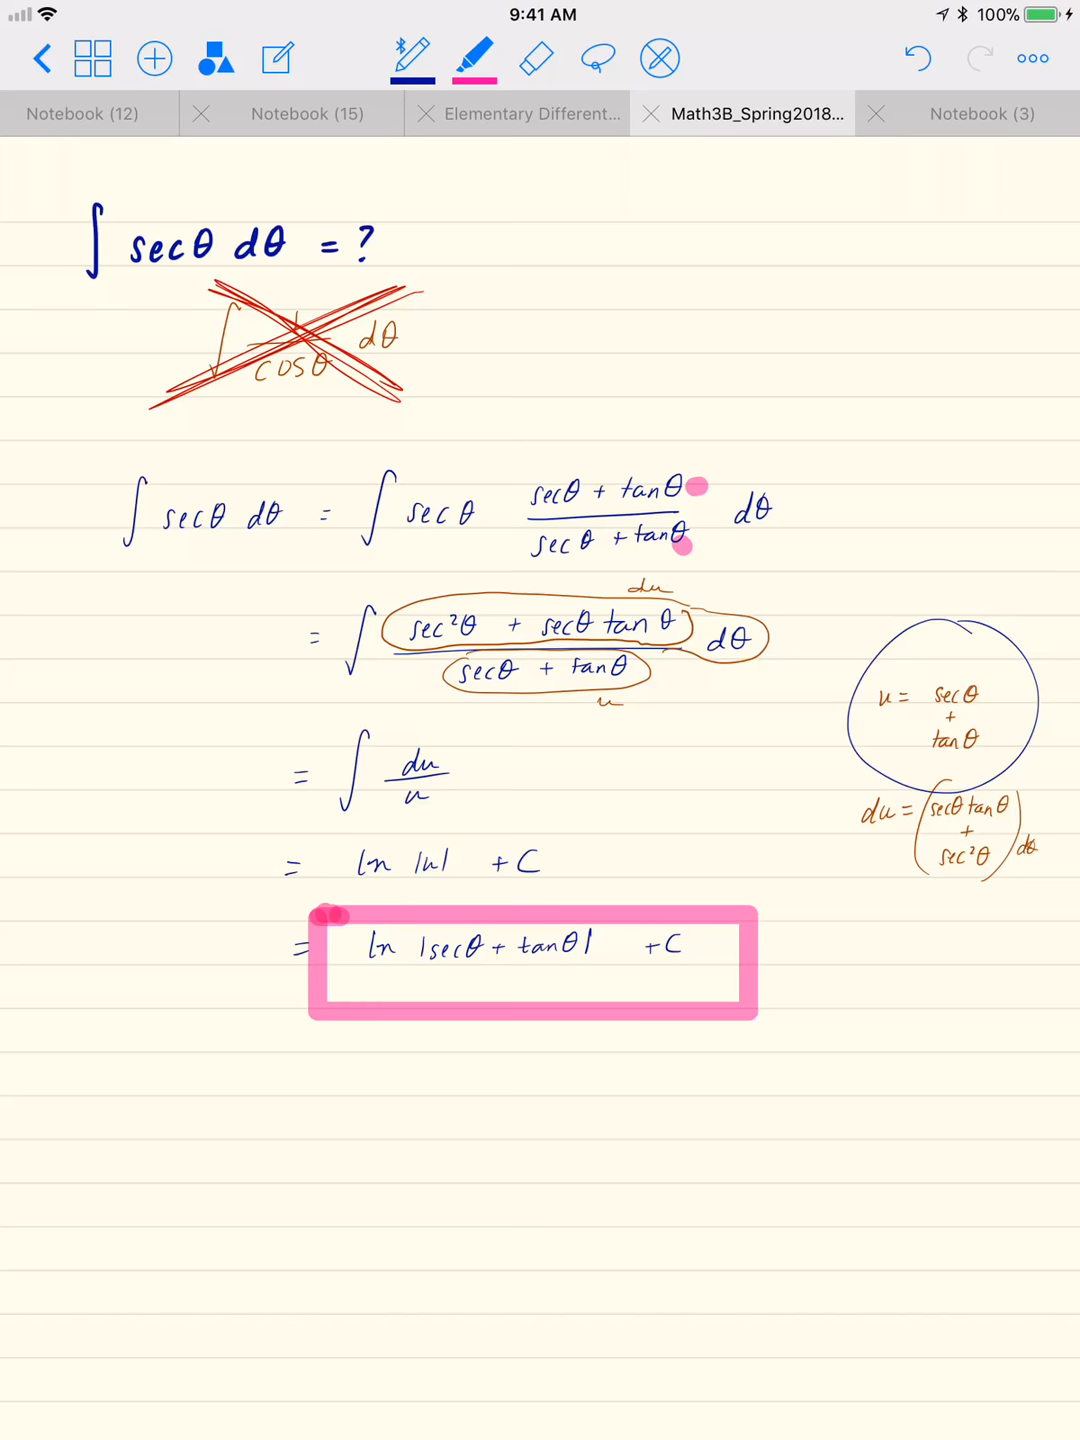 9:41 AM
100%
Notebook (12)
Notebook (15)
Elementary Different...
Math3B_Spring2018...
Notebook (3)
∫ secθ dθ = ?
∫ 1/cosθ dθ
∫ secθ dθ = ∫ secθ (secθ + tanθ)/(secθ + tanθ) dθ
du
= ∫ (sec²θ + secθ tanθ)/(secθ + tanθ) dθ
u
u = secθ + tanθ
= ∫ du/u
du = (secθ tanθ + sec²θ) dθ
= ln |u| + C
= ln |secθ + tanθ| + C